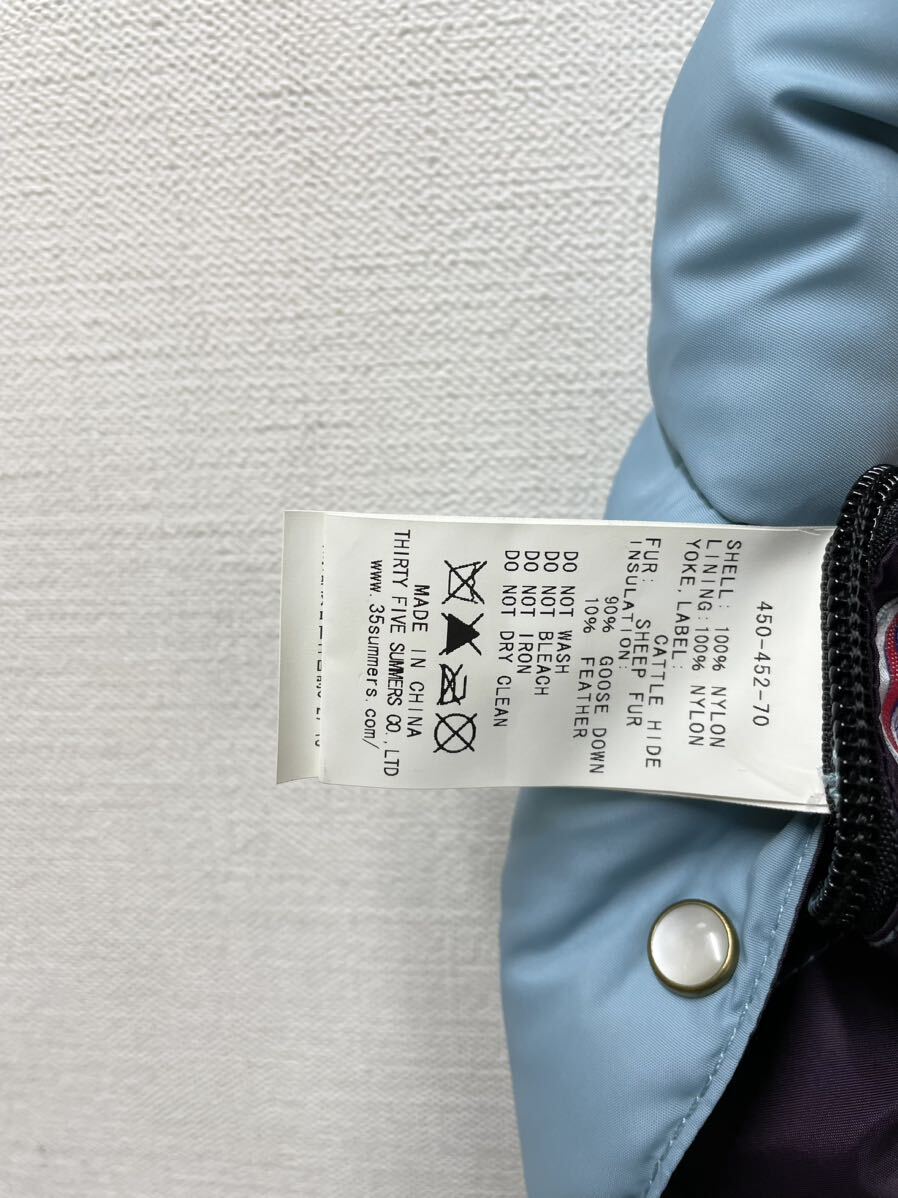 450-452-70
SHELL: 100% NYLON
LINING:100% NYLON
YOKE, LABEL:
CATTLE HIDE
FUR: SHEEP FUR
INSULATION:
90% GOOSE DOWN
10% FEATHER
DO NOT WASH
DO NOT BLEACH
DO NOT IRON
DO NOT DRY CLEAN
MADE IN CHINA
THIRTY FIVE SUMMERS CO.,LTD
www.35summers.com/